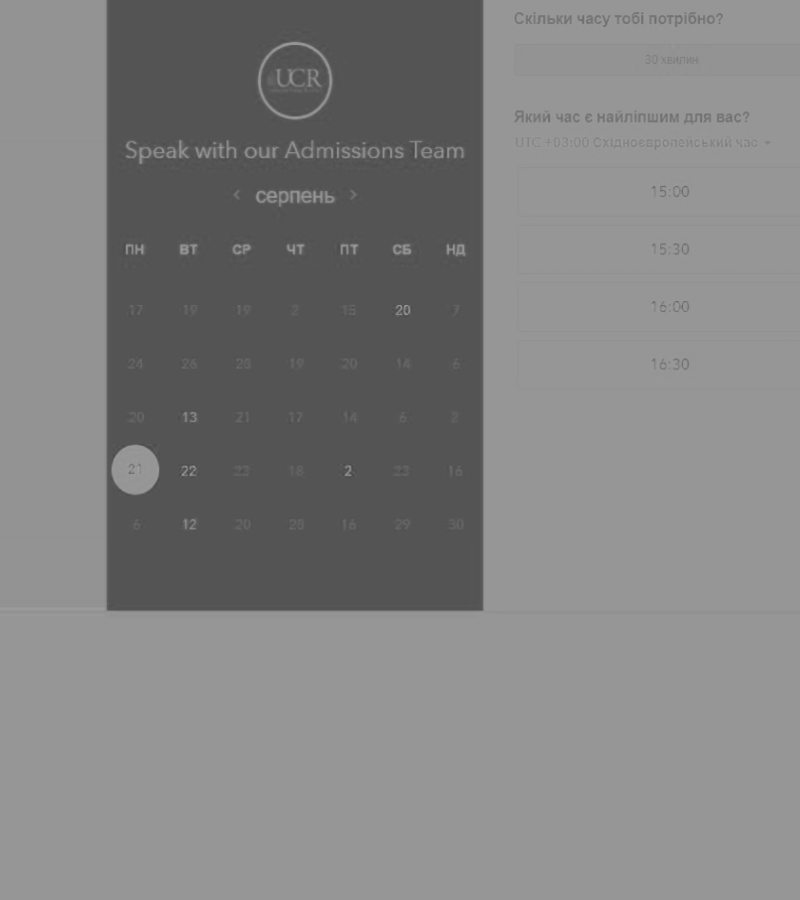 UCR
Speak with our Admissions Team
< серпень >
ПН ВТ СР ЧТ ПТ СБ НД
17 19 19 2 15 20 7
24 26 28 19 20 14 6
20 13 21 17 14 6 2
21 22 23 18 2 23 16
6 12 20 28 16 29 30
Скільки часу тобі потрібно?
30 хвилин
Який час є найліпшим для вас?
UTC +03:00 Східноєвропейський час
15:00
15:30
16:00
16:30